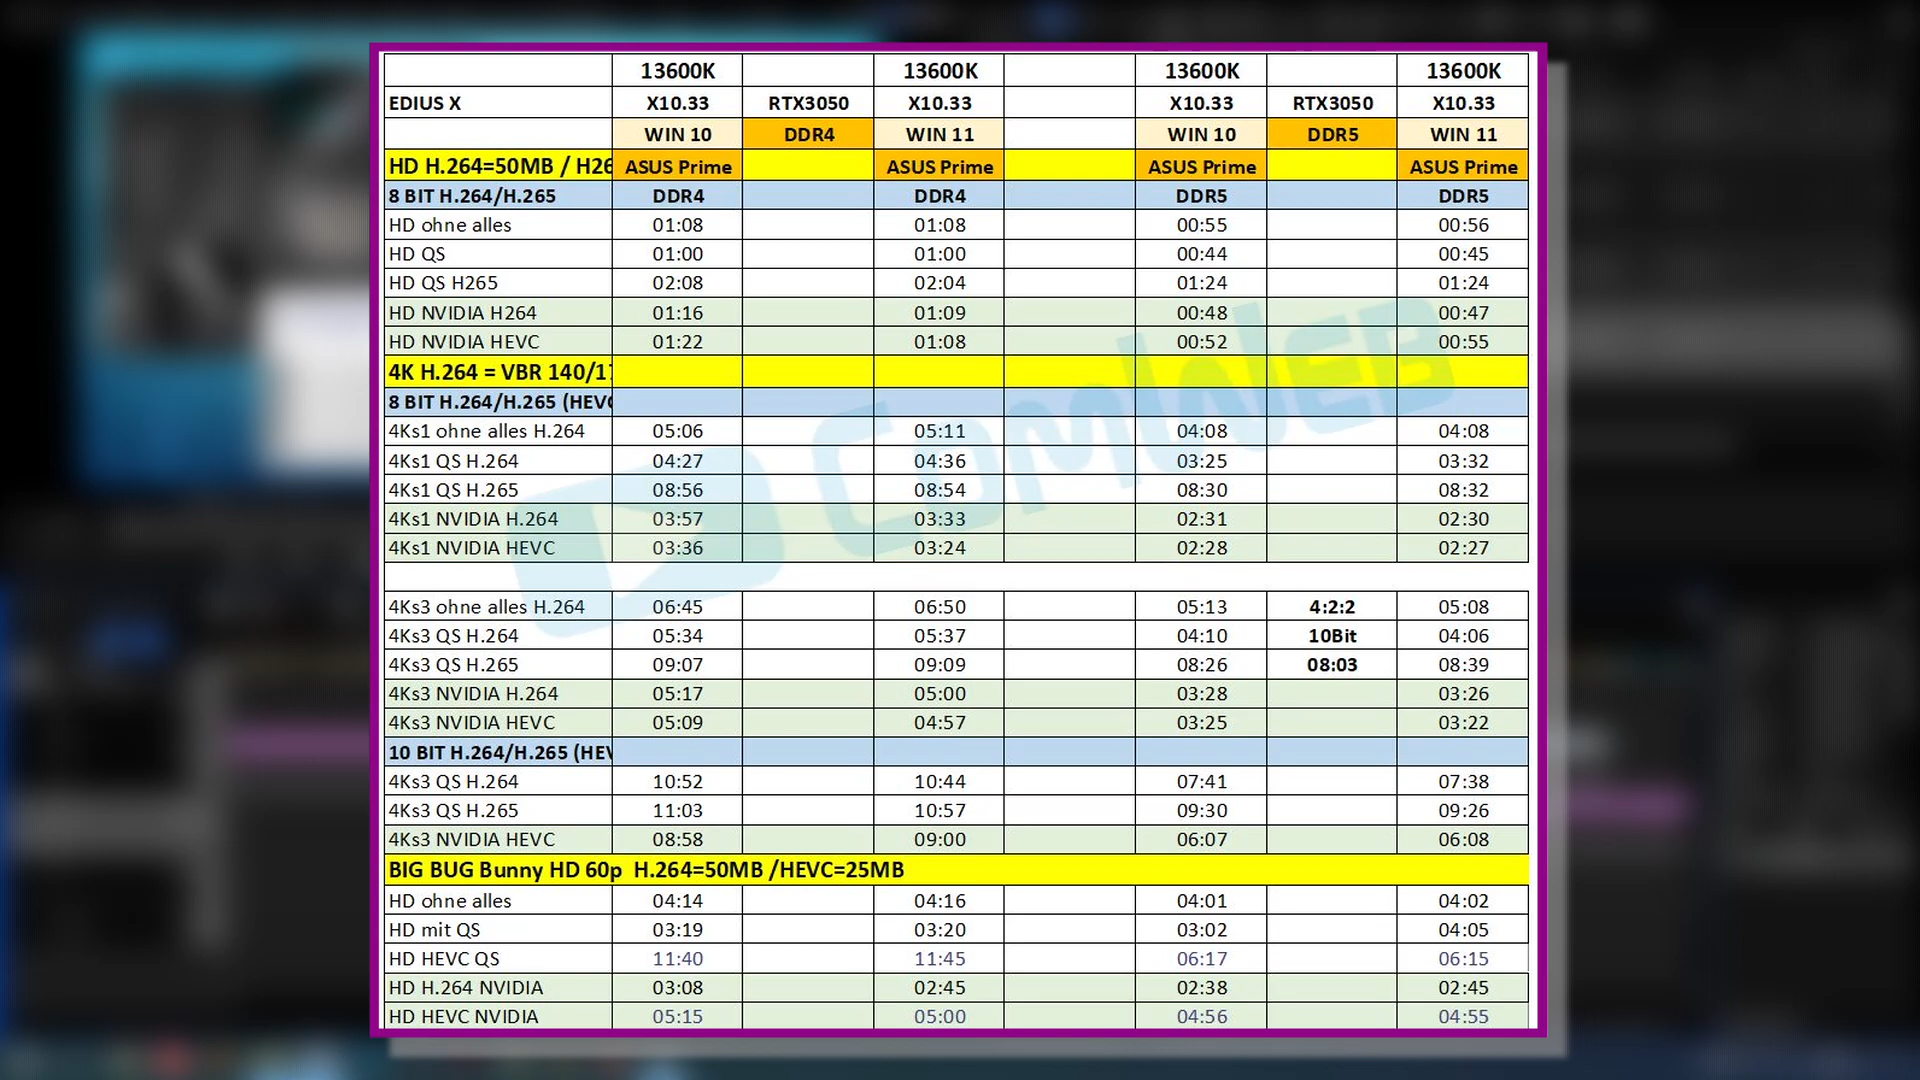 13600K 13600K 13600K 13600K
EDIUS X X10.33 RTX3050 X10.33 X10.33 RTX3050 X10.33
WIN 10 DDR4 WIN 11 WIN 10 DDR5 WIN 11
HD H.264=50MB / H26 ASUS Prime ASUS Prime ASUS Prime ASUS Prime
8 BIT H.264/H.265 DDR4 DDR4 DDR5 DDR5
HD ohne alles 01:08 01:08 00:55 00:56
HD QS 01:00 01:00 00:44 00:45
HD QS H265 02:08 02:04 01:24 01:24
HD NVIDIA H264 01:16 01:09 00:48 00:47
HD NVIDIA HEVC 01:22 01:08 00:52 00:55
4K H.264 = VBR 140/17
8 BIT H.264/H.265 (HEVC
4Ks1 ohne alles H.264 05:06 05:11 04:08 04:08
4Ks1 QS H.264 04:27 04:36 03:25 03:32
4Ks1 QS H.265 08:56 08:54 08:30 08:32
4Ks1 NVIDIA H.264 03:57 03:33 02:31 02:30
4Ks1 NVIDIA HEVC 03:36 03:24 02:28 02:27
COMWEB
4Ks3 ohne alles H.264 06:45 06:50 05:13 4:2:2 05:08
4Ks3 QS H.264 05:34 05:37 04:10 10Bit 04:06
4Ks3 QS H.265 09:07 09:09 08:26 08:03 08:39
4Ks3 NVIDIA H.264 05:17 05:00 03:28 03:26
4Ks3 NVIDIA HEVC 05:09 04:57 03:25 03:22
10 BIT H.264/H.265 (HEV
4Ks3 QS H.264 10:52 10:44 07:41 07:38
4Ks3 QS H.265 11:03 10:57 09:30 09:26
4Ks3 NVIDIA HEVC 08:58 09:00 06:07 06:08
BIG BUG Bunny HD 60p H.264=50MB /HEVC=25MB
HD ohne alles 04:14 04:16 04:01 04:02
HD mit QS 03:19 03:20 03:02 04:05
HD HEVC QS 11:40 11:45 06:17 06:15
HD H.264 NVIDIA 03:08 02:45 02:38 02:45
HD HEVC NVIDIA 05:15 05:00 04:56 04:55